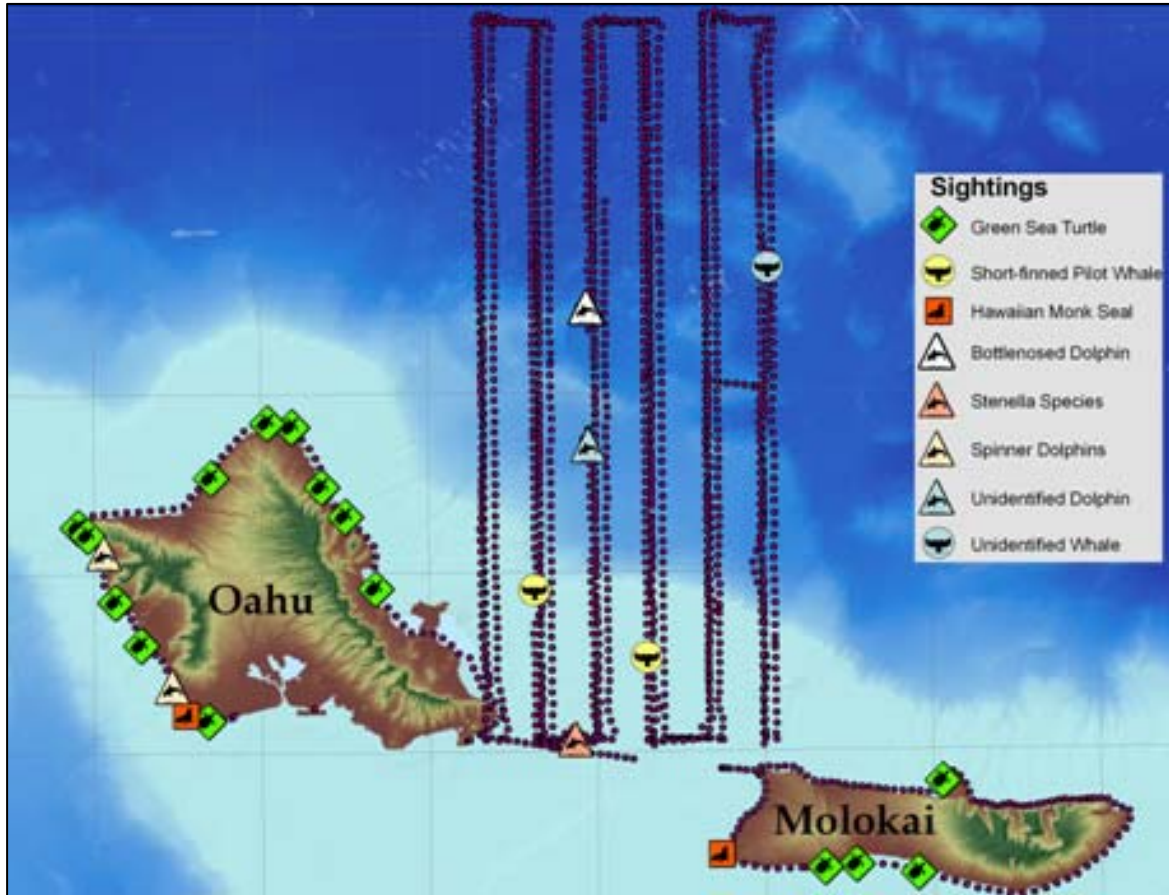 Sightings
Green Sea Turtle
Short-finned Pilot Whale
Hawaiian Monk Seal
Bottlenosed Dolphin
Stenella Species
Spinner Dolphins
Unidentified Dolphin
Unidentified Whale
Oahu
Molokai